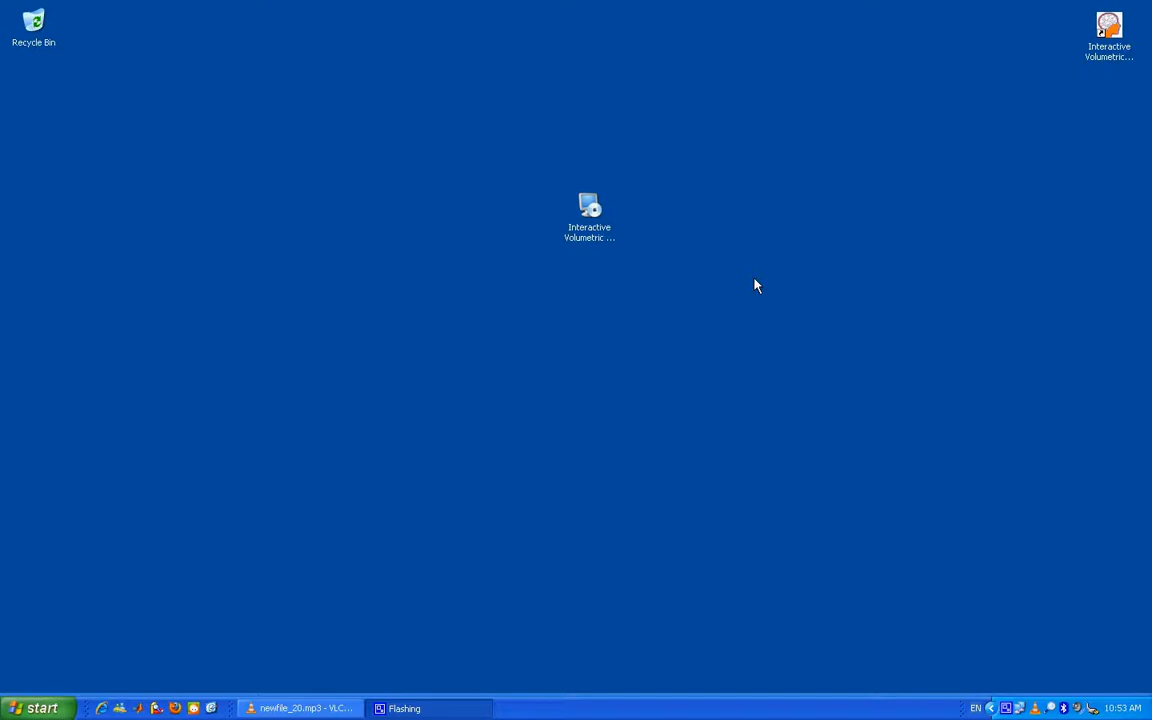 Recycle Bin
Interactive
Volumetric...
Interactive
Volumetric ...
start
newfile_20.mp3 - VLC...
Flashing
EN
10:53 AM